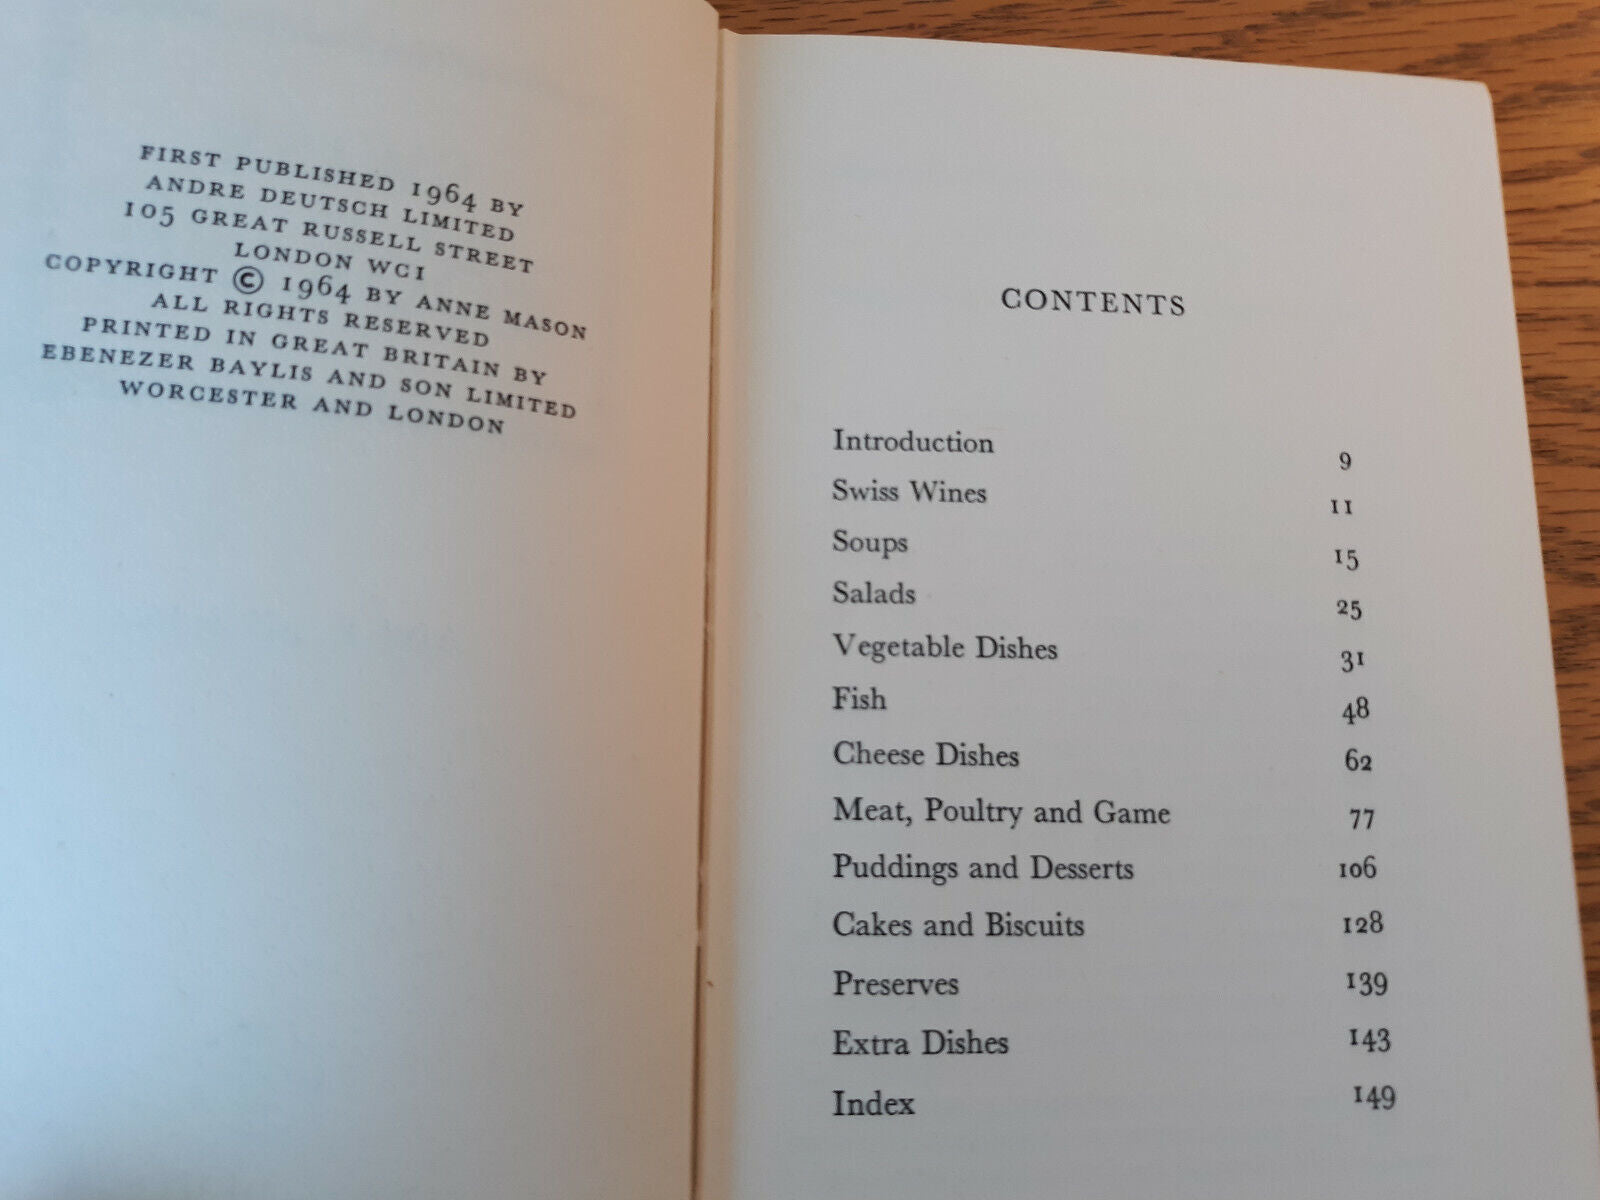 FIRST PUBLISHED 1964 BY
ANDRE DEUTSCH LIMITED
105 GREAT RUSSELL STREET
LONDON WC1
COPYRIGHT © 1964 BY ANNE MASON
ALL RIGHTS RESERVED
PRINTED IN GREAT BRITAIN BY
EBENEZER BAYLIS AND SON LIMITED
WORCESTER AND LONDON
CONTENTS
Introduction 9
Swiss Wines 11
Soups 15
Salads 25
Vegetable Dishes 31
Fish 48
Cheese Dishes 62
Meat, Poultry and Game 77
Puddings and Desserts 106
Cakes and Biscuits 128
Preserves 139
Extra Dishes 143
Index 149